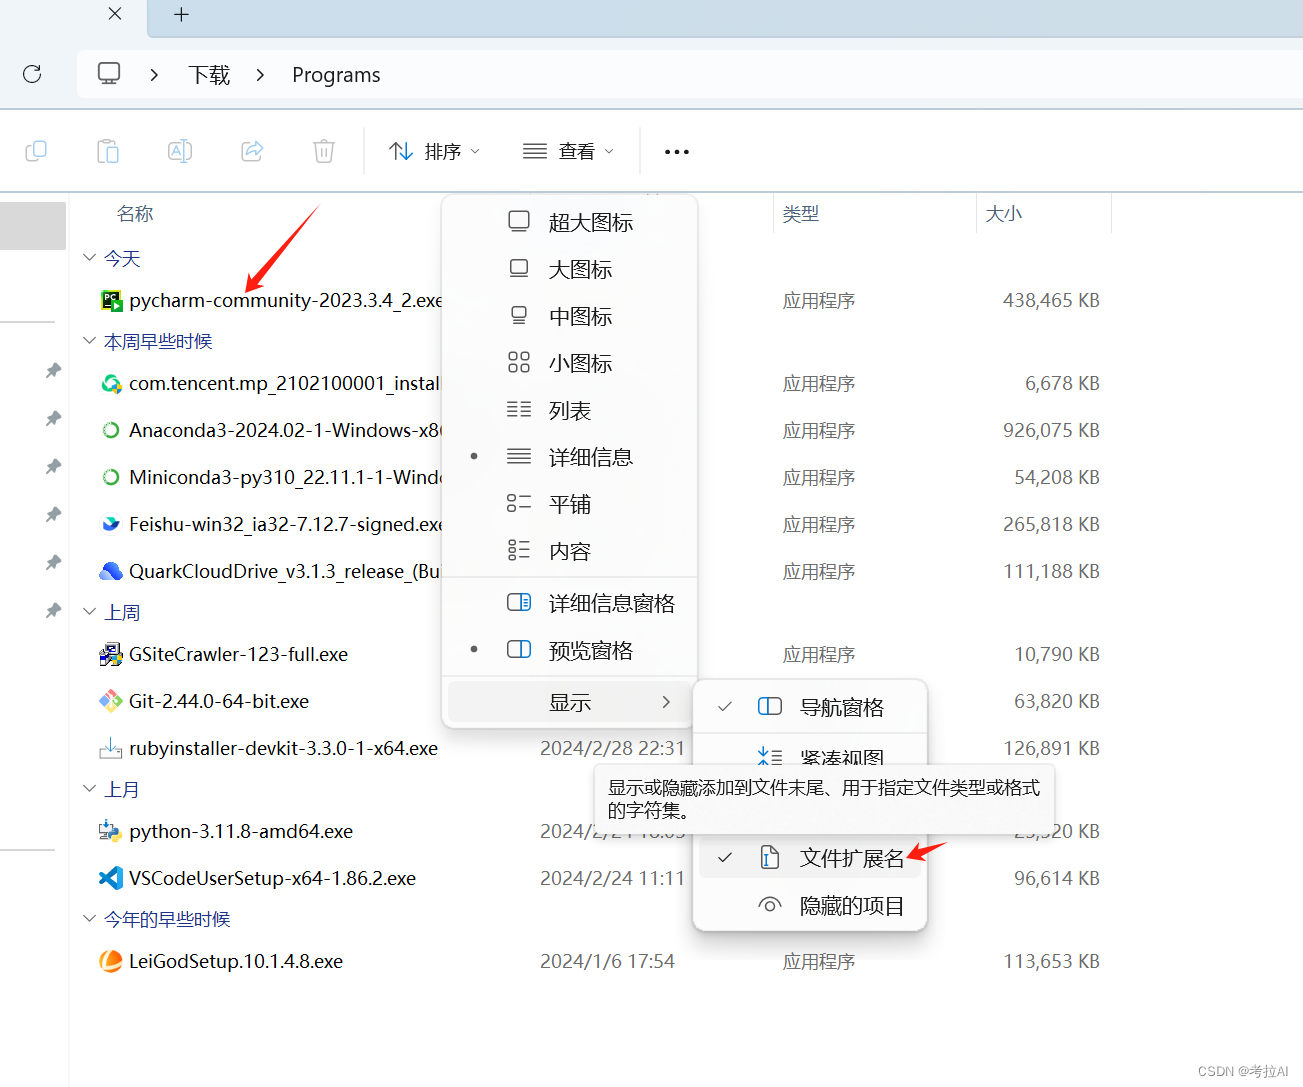 下载
Programs
排序
查看
名称
类型
大小
今天
pycharm-community-2023.3.4_2.exe
应用程序
438,465 KB
本周早些时候
com.tencent.mp_2102100001_instal
应用程序
6,678 KB
Anaconda3-2024.02-1-Windows-x8
应用程序
926,075 KB
Miniconda3-py310_22.11.1-1-Wind
应用程序
54,208 KB
Feishu-win32_ia32-7.12.7-signed.exe
应用程序
265,818 KB
QuarkCloudDrive_v3.1.3_release_(Bu
应用程序
111,188 KB
上周
GSiteCrawler-123-full.exe
应用程序
10,790 KB
Git-2.44.0-64-bit.exe
63,820 KB
rubyinstaller-devkit-3.3.0-1-x64.exe
2024/2/28 22:31
126,891 KB
上月
python-3.11.8-amd64.exe
KB
VSCodeUserSetup-x64-1.86.2.exe
2024/2/24 11:11
96,614 KB
今年的早些时候
LeiGodSetup.10.1.4.8.exe
2024/1/6 17:54
应用程序
113,653 KB
超大图标
大图标
中图标
小图标
列表
详细信息
平铺
内容
详细信息窗格
预览窗格
显示
导航窗格
紧凑视图
显示或隐藏添加到文件末尾、用于指定文件类型或格式
的字符集。
文件扩展名
隐藏的项目
CSDN @考拉AI